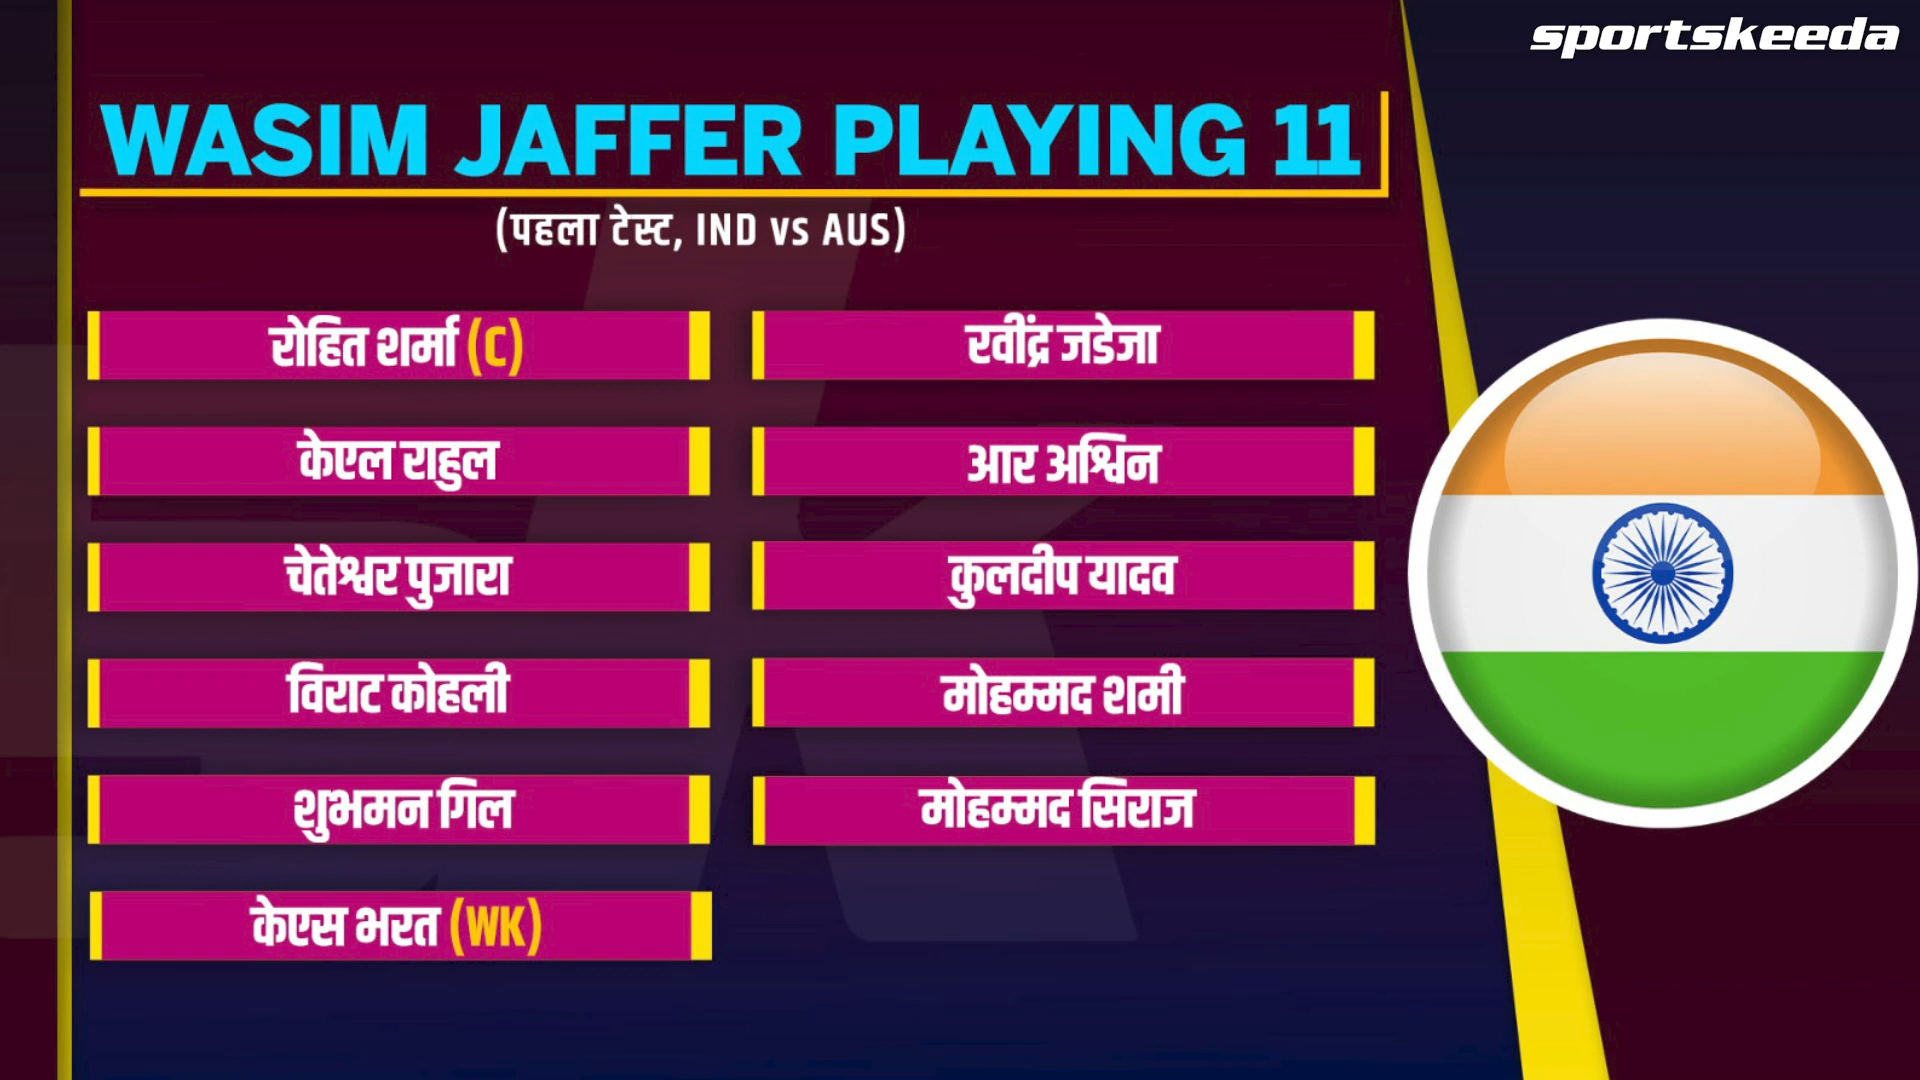 sportskeeda
WASIM JAFFER PLAYING 11
(पहला टेस्ट, IND vs AUS)
रोहित शर्मा (C)
केएल राहुल
चेतेश्वर पुजारा
विराट कोहली
शुभमन गिल
केएस भरत (WK)
रवींद्र जडेजा
आर अश्विन
कुलदीप यादव
मोहम्मद शमी
मोहम्मद सिराज